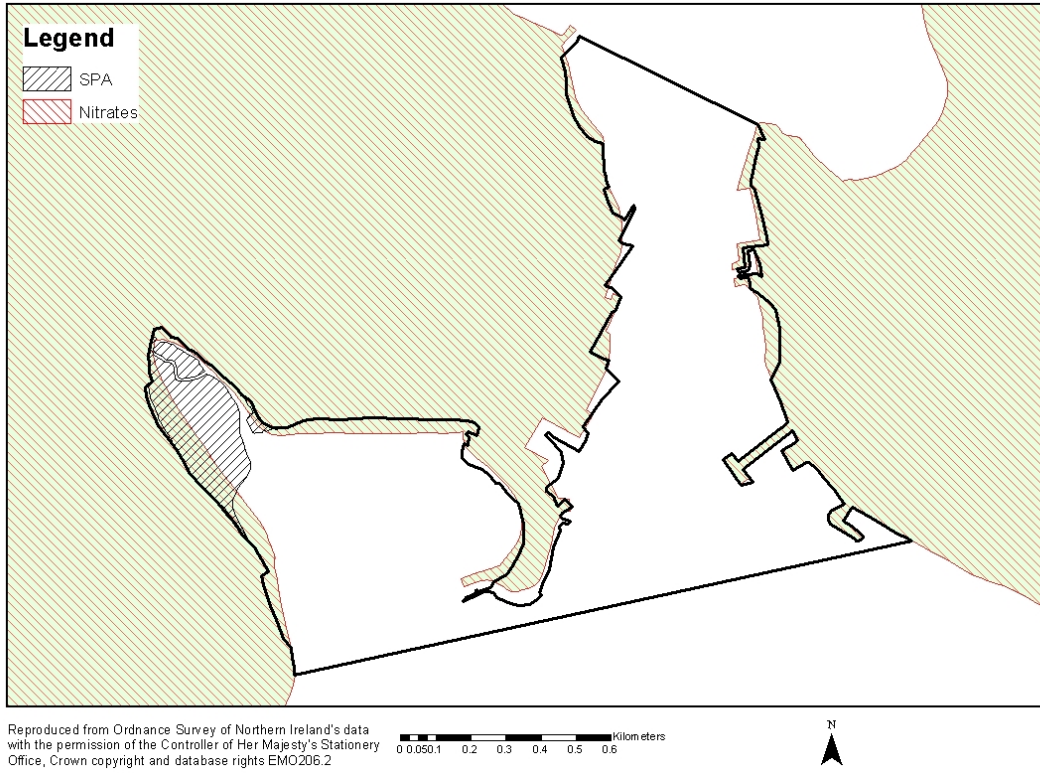 Legend
SPA
Nitrates
Reproduced from Ordnance Survey of Northern Ireland's data
with the permission of the Controller of Her Majesty's Stationery
Office, Crown copyright and database rights EMO206.2
Kilometers
0 0.050.1 0.2 0.3 0.4 0.5 0.6
N